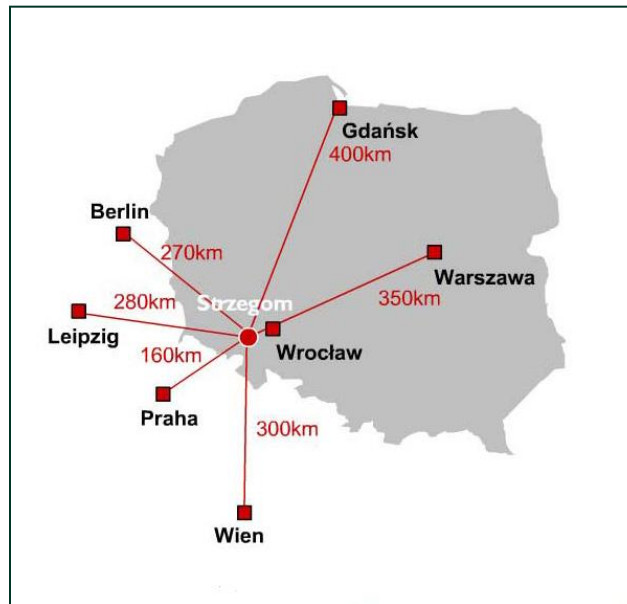 Gdańsk
400km
Berlin
270km
Warszawa
350km
Strzegom
280km
Leipzig
Wrocław
160km
Praha
300km
Wien